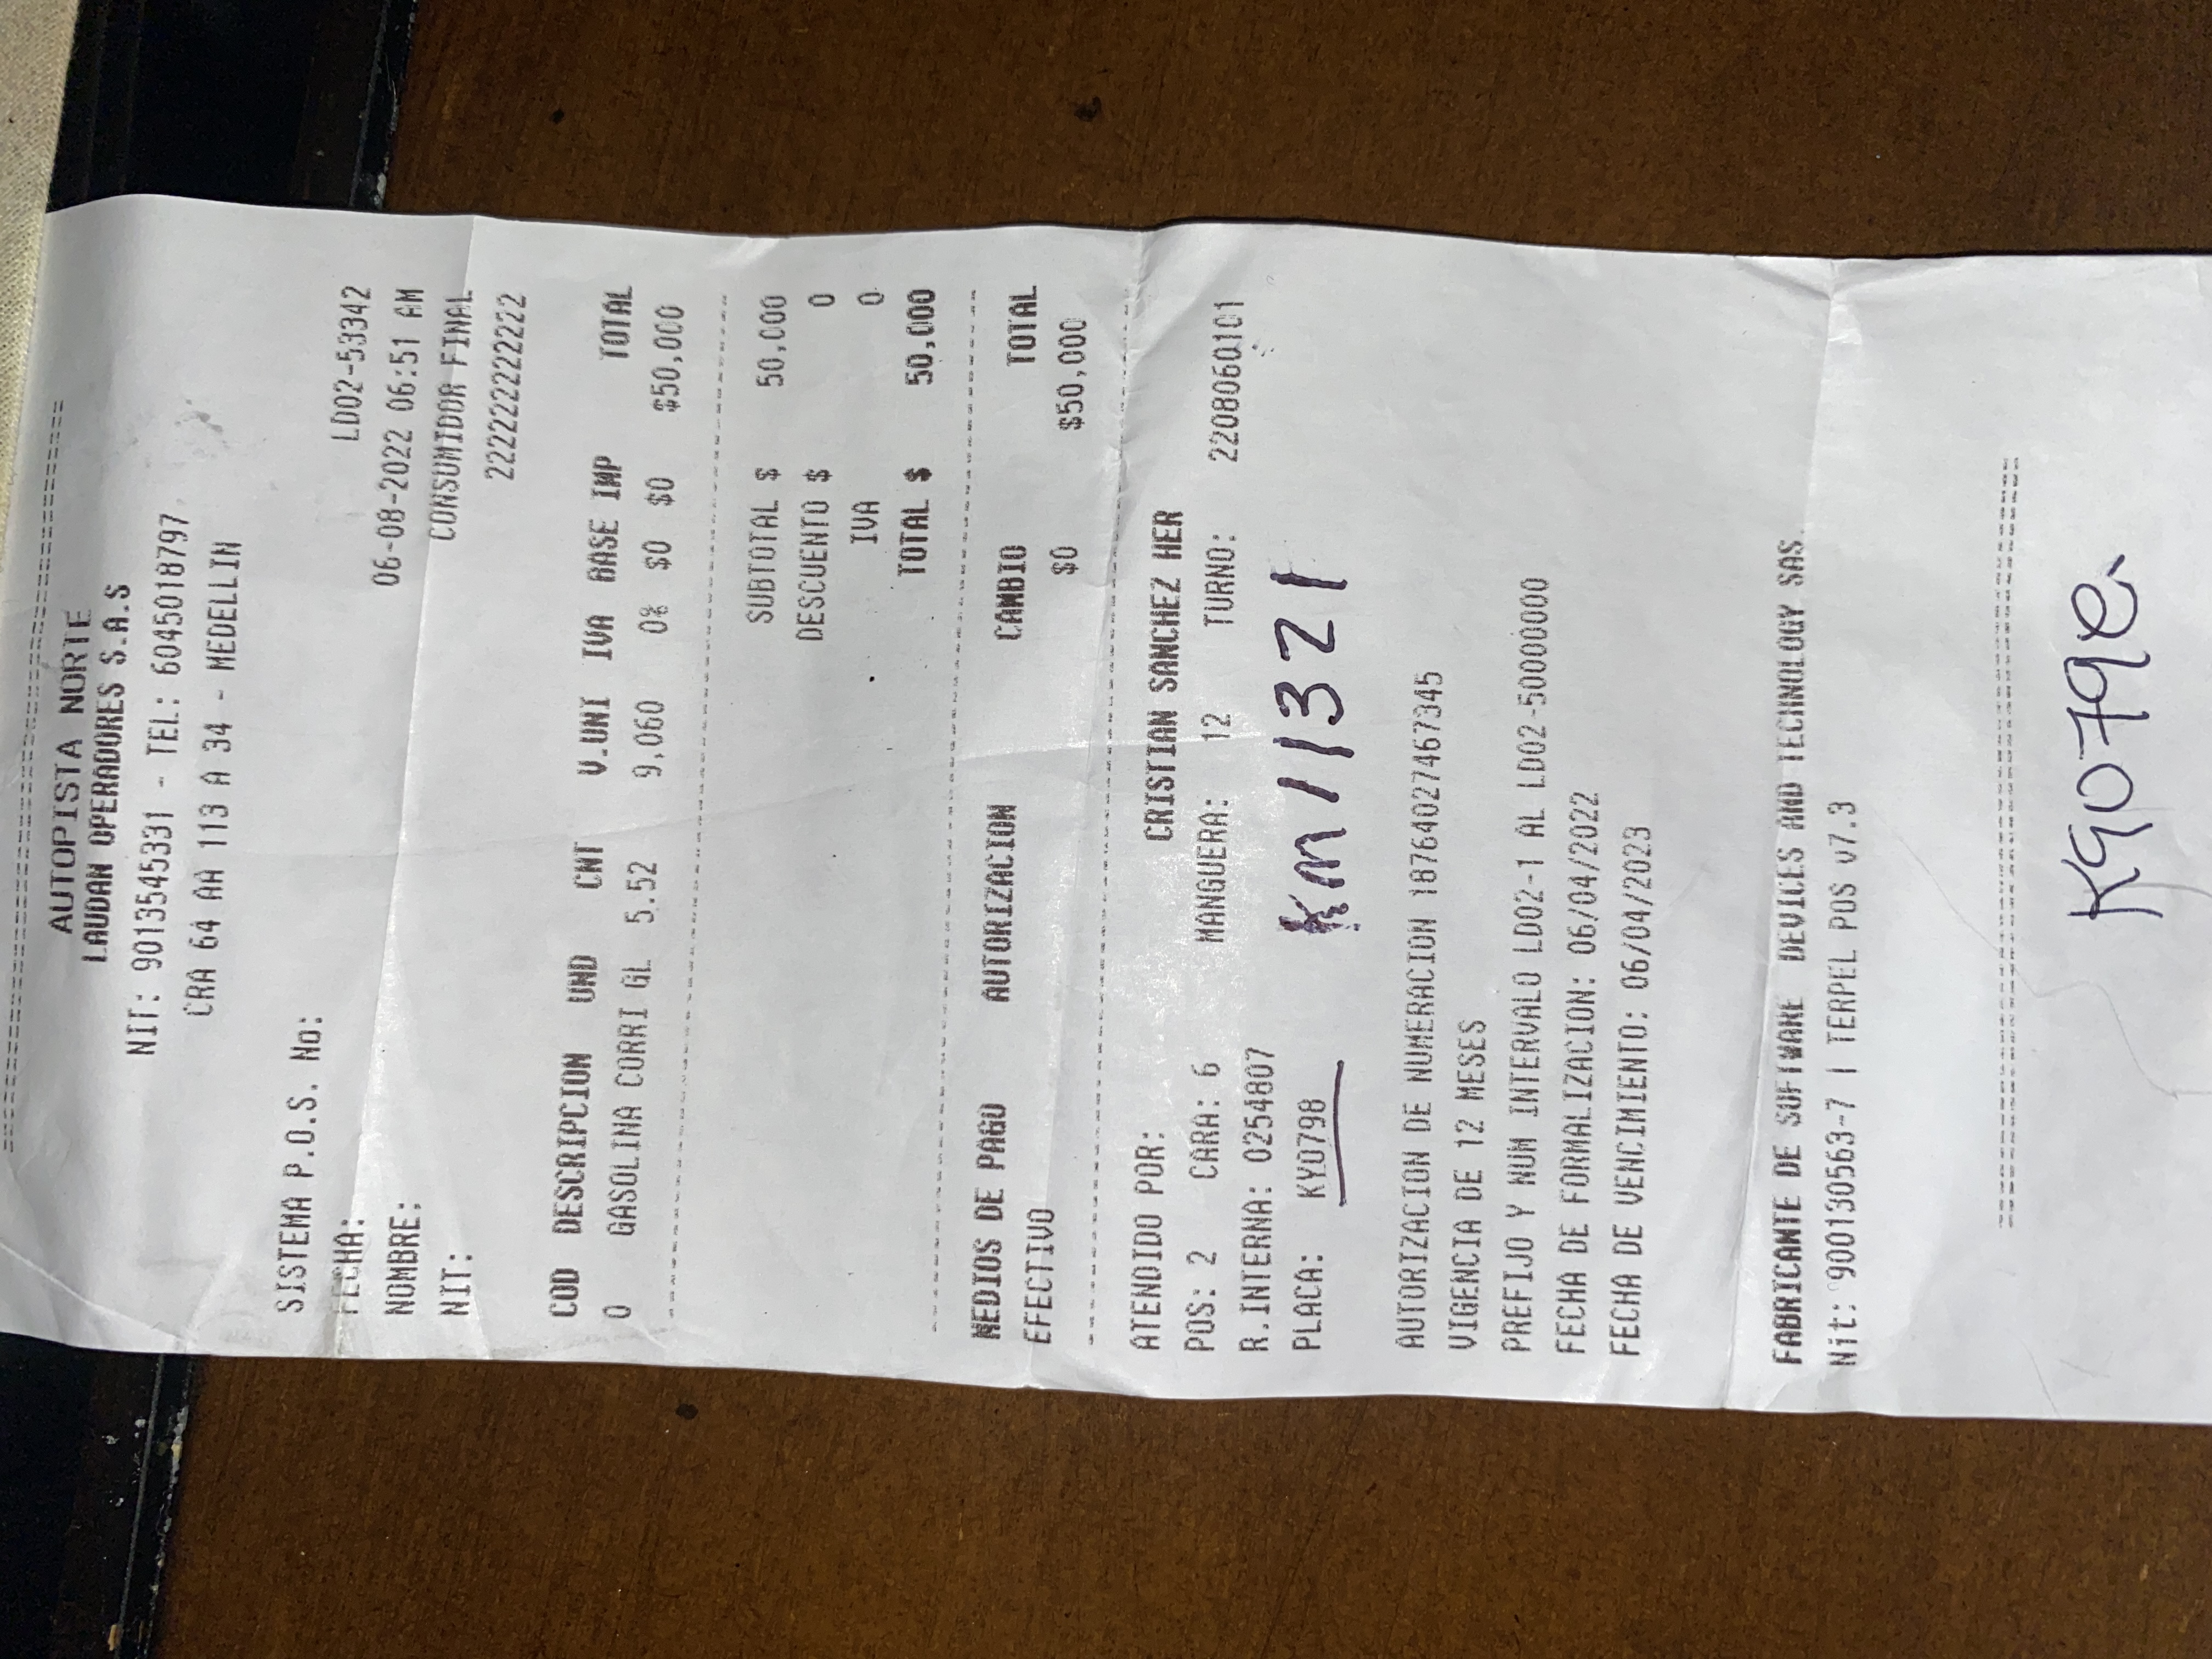 AUTOPISTA NORTE
LAUDAN OPERADORES S.A.S
NIT: 9013545331 - TEL: 6045018797
CRA 64 AA 113 A 34 - MEDELLIN
SISTEMA P.O.S. No: LD02-53342
FECHA: 06-08-2022 06:51 AM
NOMBRE: CONSUMIDOR FINAL
NIT: 222222222222
COD DESCRIPCION UND CNT V.UNI IVA BASE IMP TOTAL
0 GASOLINA CORRI GL 5.52 9,060 0% $0 $0 $50,000
SUBTOTAL $ 50,000
DESCUENTO $ 0
IVA 0
TOTAL $ 50,000
MEDIOS DE PAGO AUTORIZACION CAMBIO TOTAL
EFECTIVO $0 $50,000
ATENDIDO POR: CRISTIAN SANCHEZ HER
POS: 2 CARA: 6 MANGUERA: 12 TURNO: 2208060101
R.INTERNA: 0254807
PLACA: KYO798 Km 11321
AUTORIZACION DE NUMERACION 18764027467345
VIGENCIA DE 12 MESES
PREFIJO Y NUM INTERVALO LD02-1 AL LD02-5000000
FECHA DE FORMALIZACION: 06/04/2022
FECHA DE VENCIMIENTO: 06/04/2023
FABRICANTE DE SOFTWARE DEVICES AND TECHNOLOGY SAS
Nit: 900130563-7 | TERPEL POS v7.3